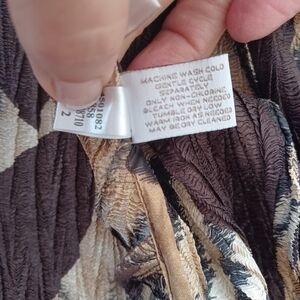 MACHINE WASH COLD
GENTLE CYCLE
SEPARATELY
ONLY NON-CHLORINE
BLEACH WHEN NEEDED
TUMBLE DRY LOW
WARM IRON AS NEEDED
MAY BE DRY CLEANED
2